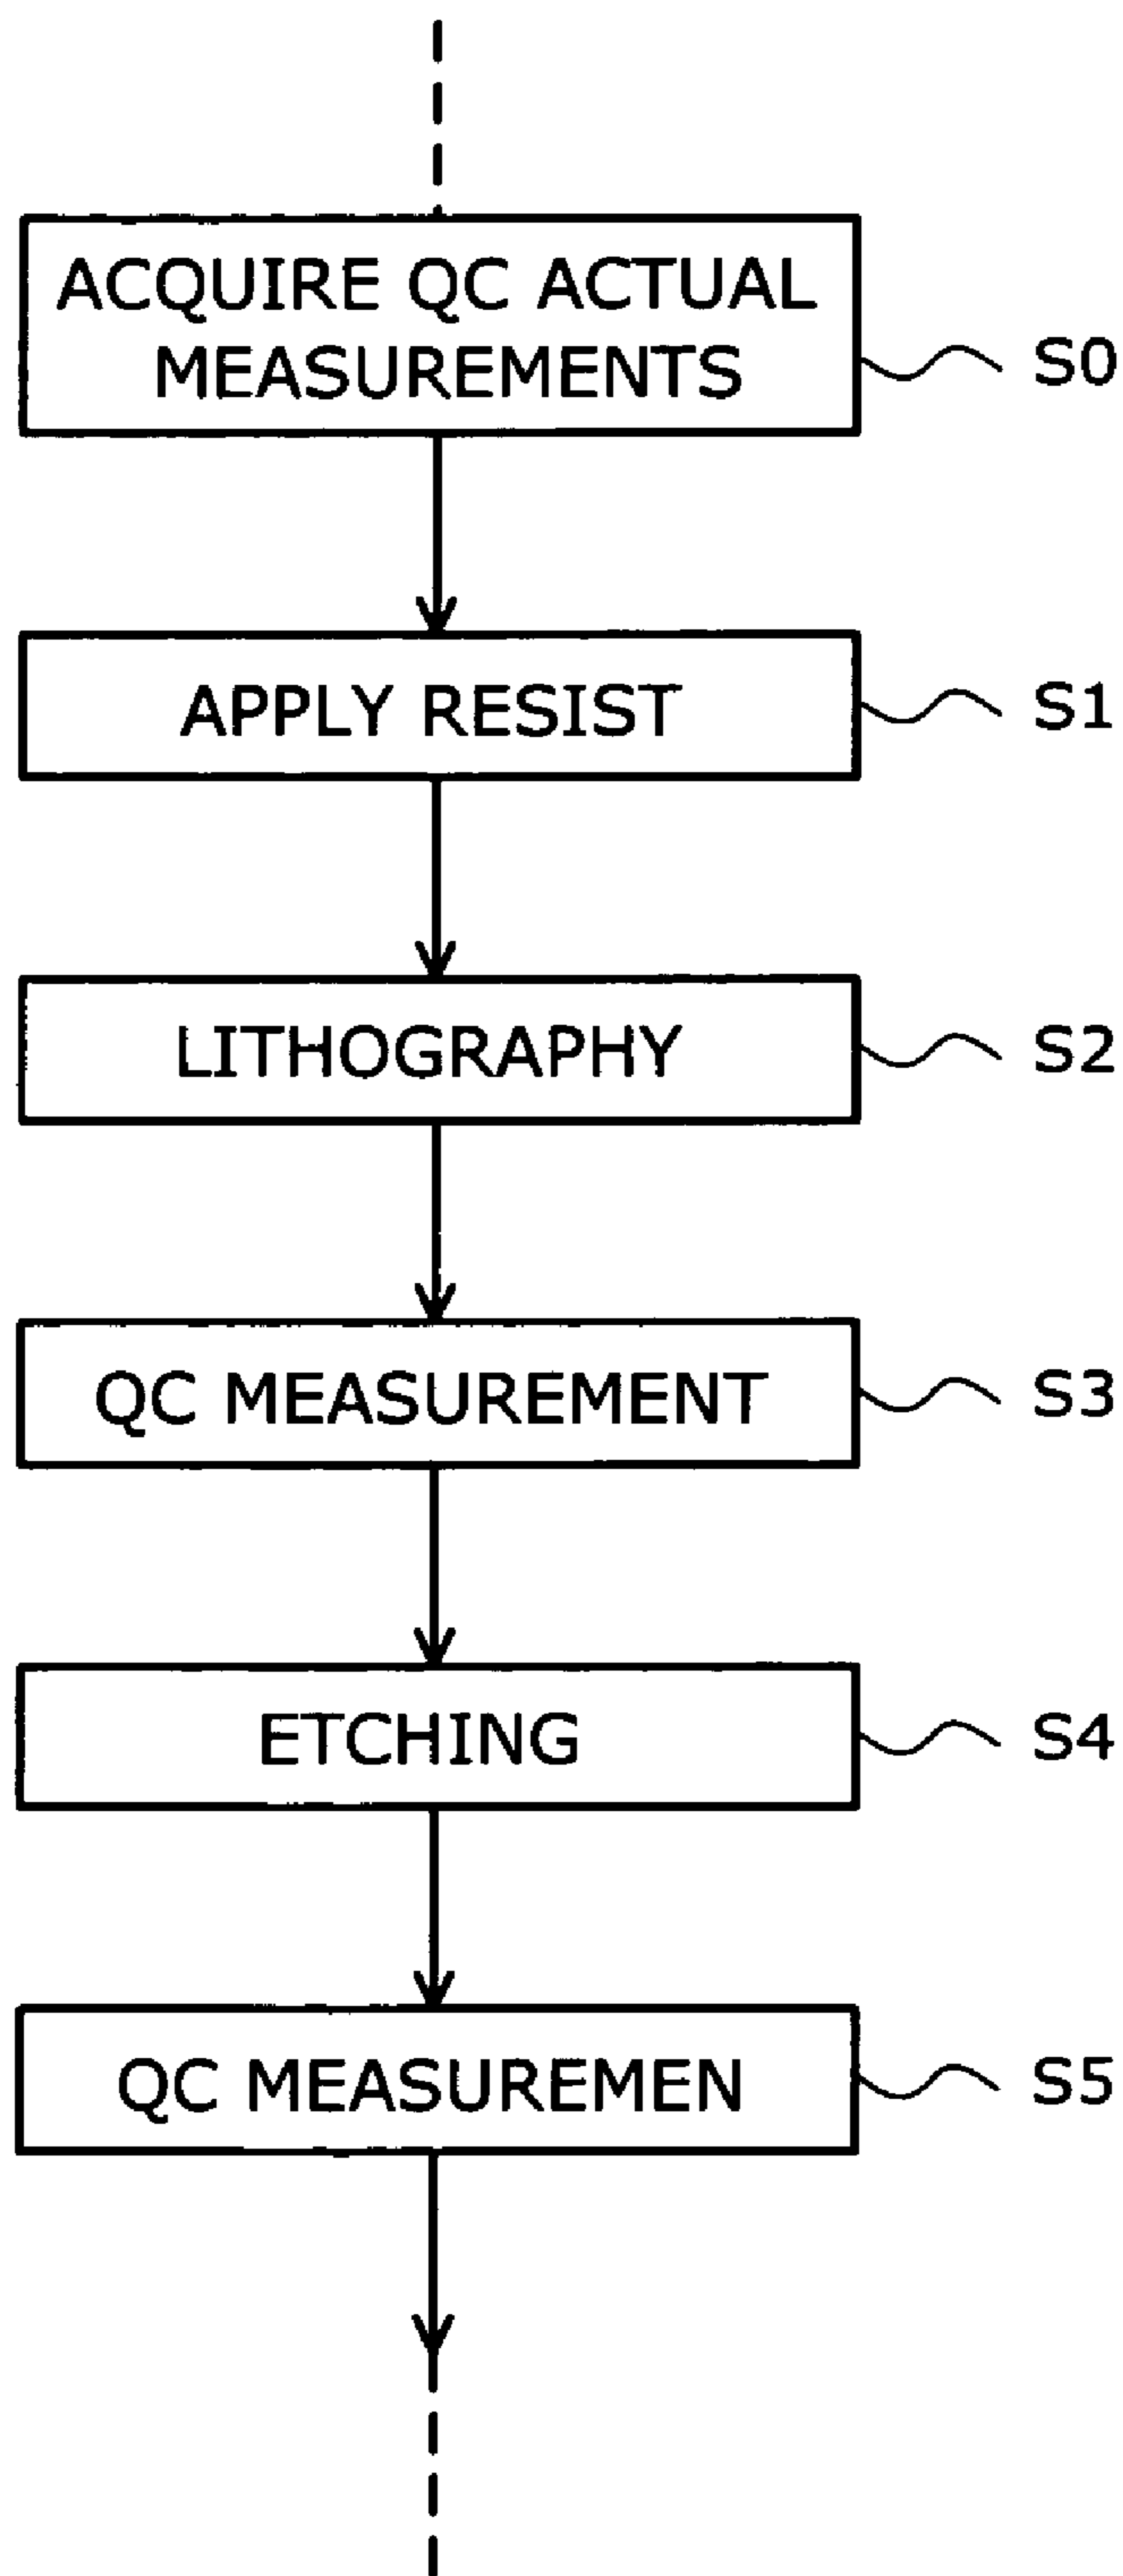 ACQUIRE QC ACTUAL
MEASUREMENTS
S0
APPLY RESIST
S1
LITHOGRAPHY
S2
QC MEASUREMENT
S3
ETCHING
S4
QC MEASUREMEN
S5